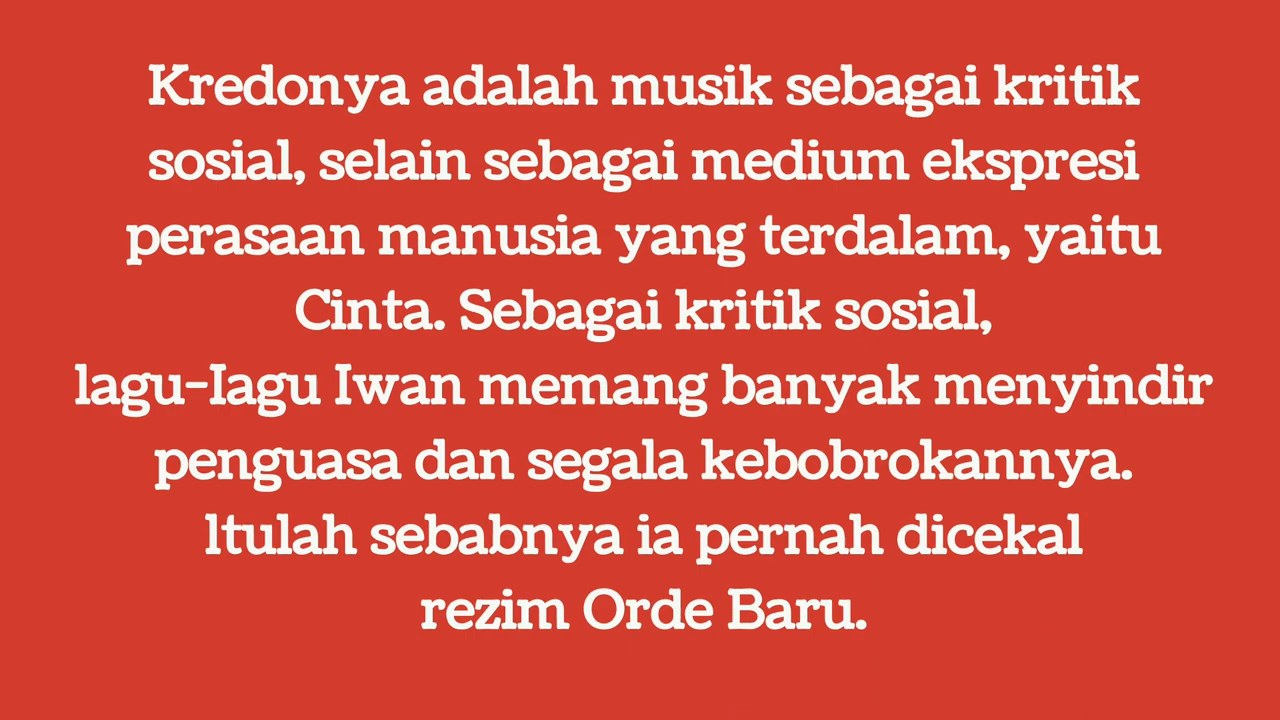 Kredonya adalah musik sebagai kritik
sosial, selain sebagai medium ekspresi
perasaan manusia yang terdalam, yaitu
Cinta. Sebagai kritik sosial,
lagu-Iagu Iwan memang banyak menyindir
penguasa dan segala kebobrokannya.
ltulah sebabnya ia pernah dicekal
rezim Orde Baru.